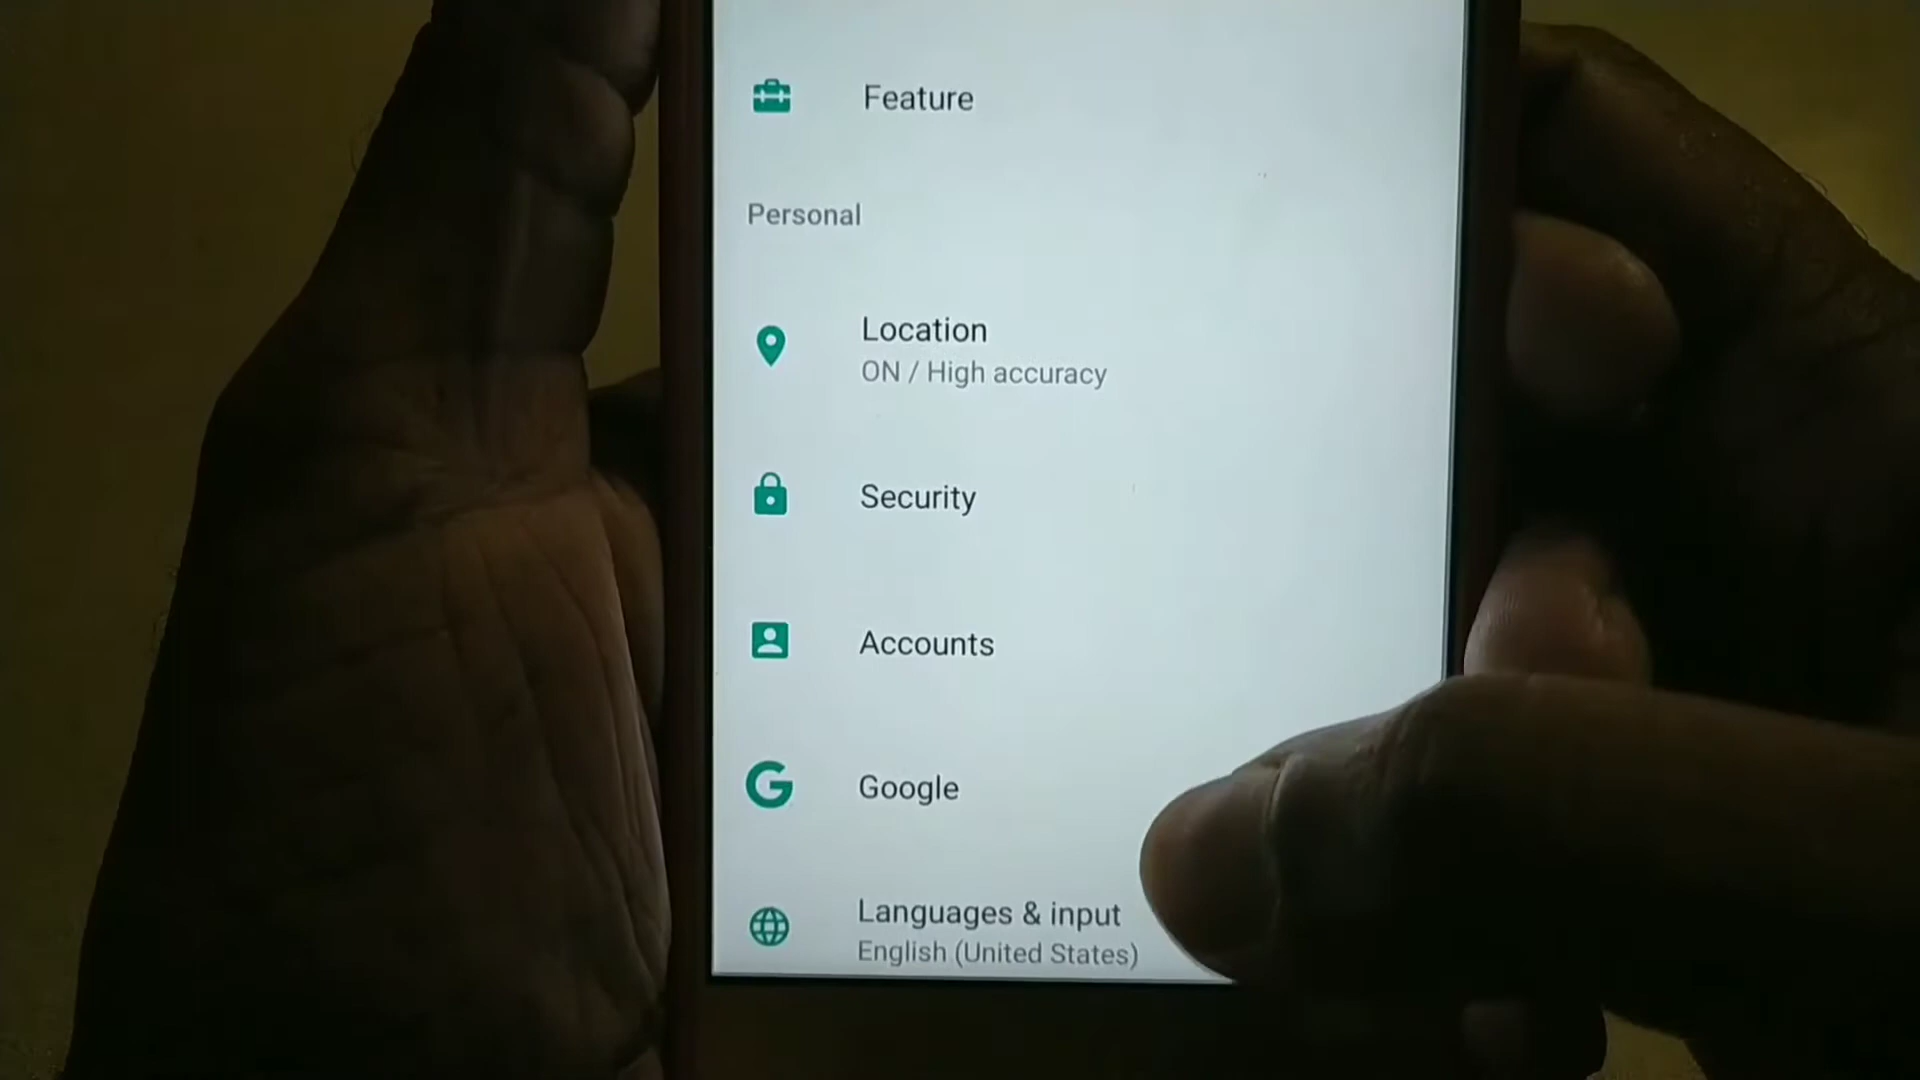 Feature
Personal
Location
ON / High accuracy
Security
Accounts
Google
Languages & input
English (United States)